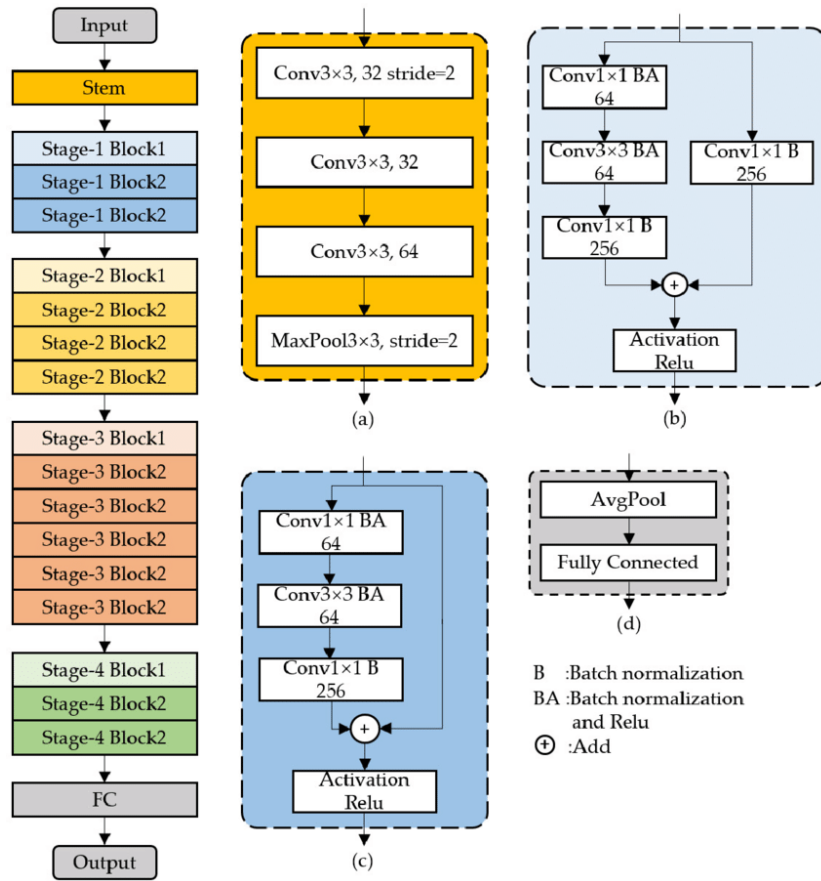 Input
Stem
Stage-1 Block1
Stage-1 Block2
Stage-1 Block2
Stage-2 Block1
Stage-2 Block2
Stage-2 Block2
Stage-2 Block2
Stage-3 Block1
Stage-3 Block2
Stage-3 Block2
Stage-3 Block2
Stage-3 Block2
Stage-3 Block2
Stage-4 Block1
Stage-4 Block2
Stage-4 Block2
FC
Output
Conv3×3, 32 stride=2
Conv3×3, 32
Conv3×3, 64
MaxPool3×3, stride=2
(a)
Conv1×1 BA
64
Conv3×3 BA
64
Conv1×1 B
256
Conv1×1 B
256
+
Activation
Relu
(b)
Conv1×1 BA
64
Conv3×3 BA
64
Conv1×1 B
256
+
Activation
Relu
(c)
AvgPool
Fully Connected
(d)
B :Batch normalization
BA :Batch normalization
and Relu
+ :Add